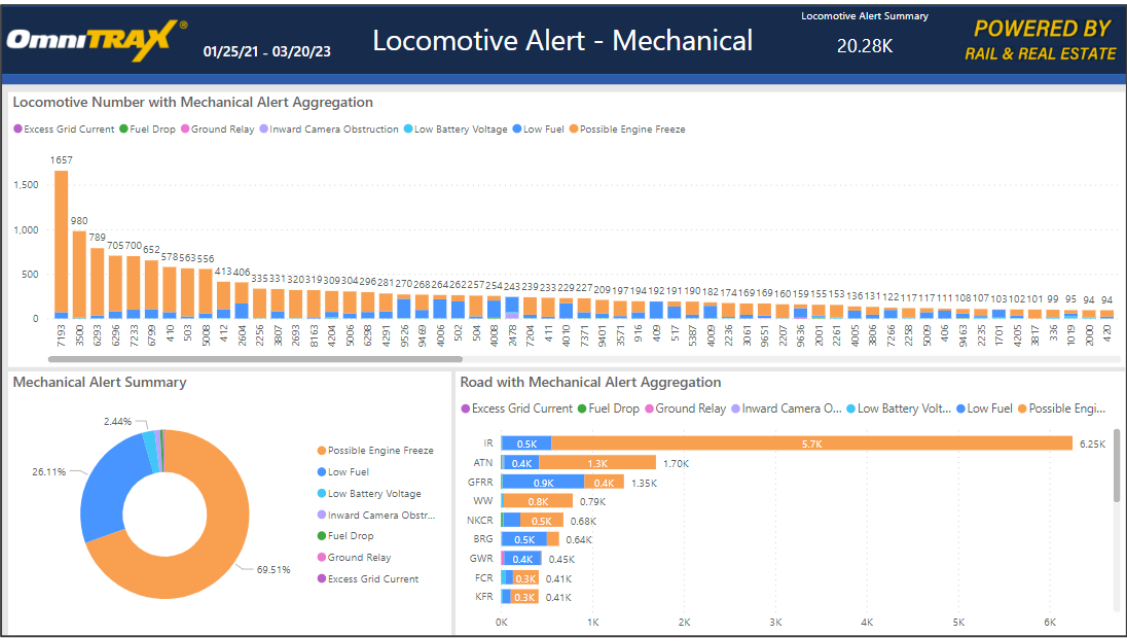 OmniTRAX®
01/25/21 - 03/20/23
Locomotive Alert - Mechanical
Locomotive Alert Summary
20.28K
POWERED BY
RAIL & REAL ESTATE
Locomotive Number with Mechanical Alert Aggregation
Excess Grid Current Fuel Drop Ground Relay Inward Camera Obstruction Low Battery Voltage Low Fuel Possible Engine Freeze
1657 980 789 705 700 652 578 563 556 413 406 335 331 320 319 309 304 296 281 270 268 264 262 257 254 243 239 233 229 227 209 197 194 192 191 190 182 174 169 169 160 159 155 153 136 131 122 117 117 111 108 107 103 102 101 99 95 94 94
1,500
1,000
500
0
7193 3500 6293 6296 7233 6799 410 503 5008 412 2604 2256 3807 2693 8163 4204 5006 6298 4291 9526 9469 4006 502 504 4008 2478 7204 411 4010 7371 9401 3571 916 409 517 5387 4009 2236 3061 9651 2207 9636 2001 2261 4005 3806 7266 2258 5009 406 9463 2235 1701 4205 3817 336 1019 2000 420
Mechanical Alert Summary
2.44%
26.11%
69.51%
Possible Engine Freeze
Low Fuel
Low Battery Voltage
Inward Camera Obstr...
Fuel Drop
Ground Relay
Excess Grid Current
Road with Mechanical Alert Aggregation
Excess Grid Current Fuel Drop Ground Relay Inward Camera O... Low Battery Volt... Low Fuel Possible Engi...
IR 0.5K 5.7K 6.25K
ATN 0.4K 1.3K 1.70K
GFRR 0.9K 0.4K 1.35K
WW 0.8K 0.79K
NKCR 0.5K 0.68K
BRG 0.5K 0.64K
GWR 0.4K 0.45K
FCR 0.3K 0.41K
KFR 0.3K 0.41K
0K 1K 2K 3K 4K 5K 6K